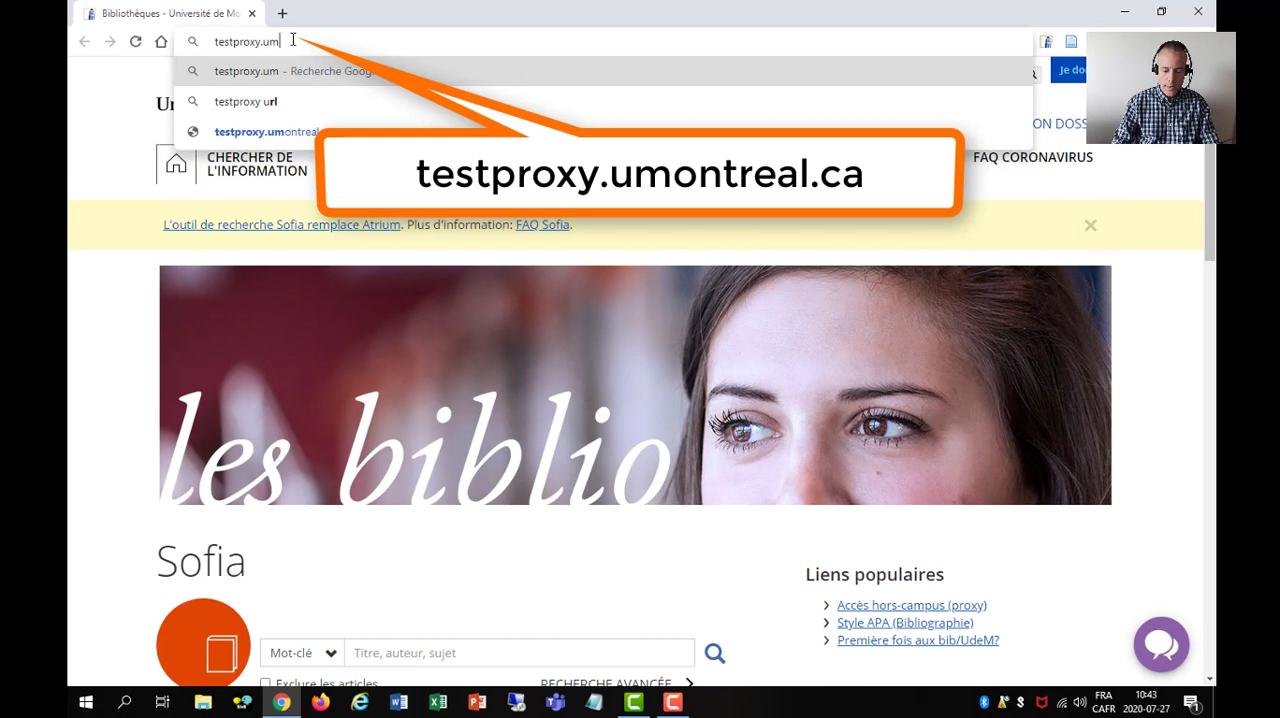 Bibliothèques - Université de Mo
testproxy.um
testproxy.um - Recherche Goog
testproxy url
testproxy.umontreal
testproxy.umontreal.ca
Je do
ON DOSS
CHERCHER DE
L'INFORMATION
FAQ CORONAVIRUS
L'outil de recherche Sofia remplace Atrium. Plus d'information: FAQ Sofia.
les biblio
Sofia
Mot-clé
Titre, auteur, sujet
Exclure les articles
RECHERCHE AVANCÉE
Liens populaires
Accès hors-campus (proxy)
Style APA (Bibliographie)
Première fois aux bib/UdeM?
FRA
CAFR
10:43
2020-07-27
1